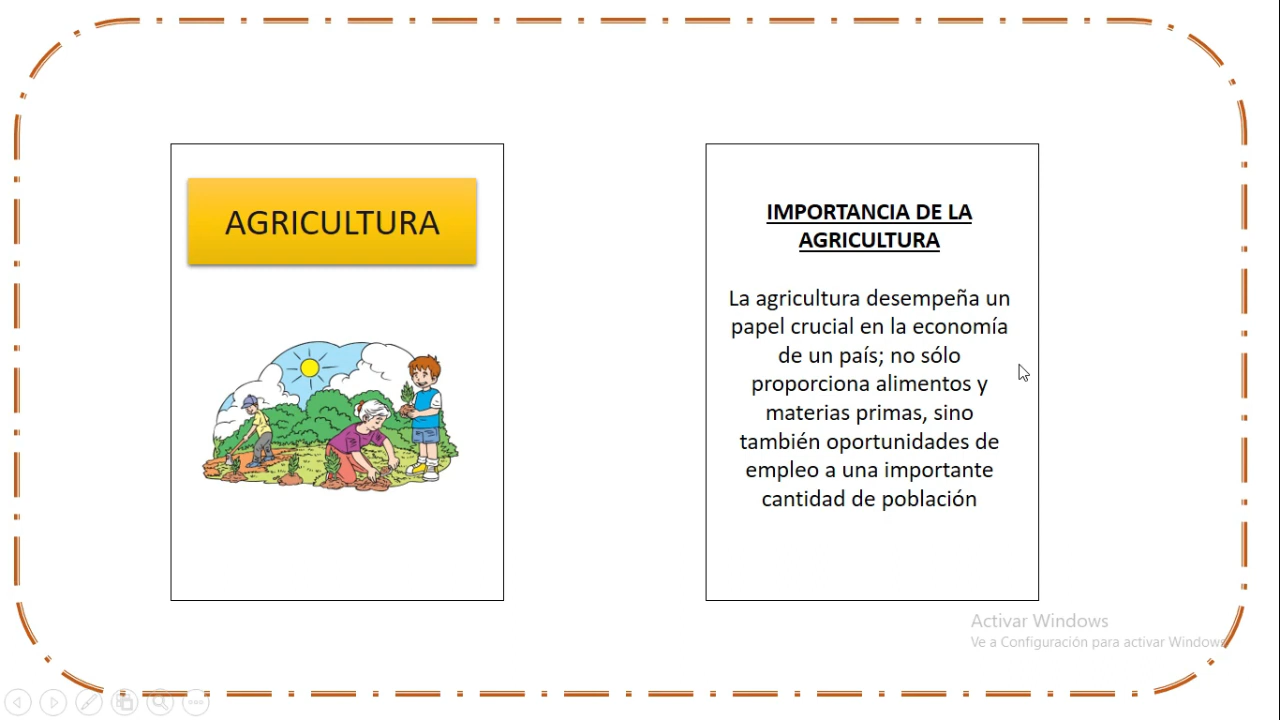 AGRICULTURA
IMPORTANCIA DE LA
AGRICULTURA
La agricultura desempeña un
papel crucial en la economía
de un país; no sólo
proporciona alimentos y
materias primas, sino
también oportunidades de
empleo a una importante
cantidad de población
Activar Windows
Ve a Configuración para activar Windows